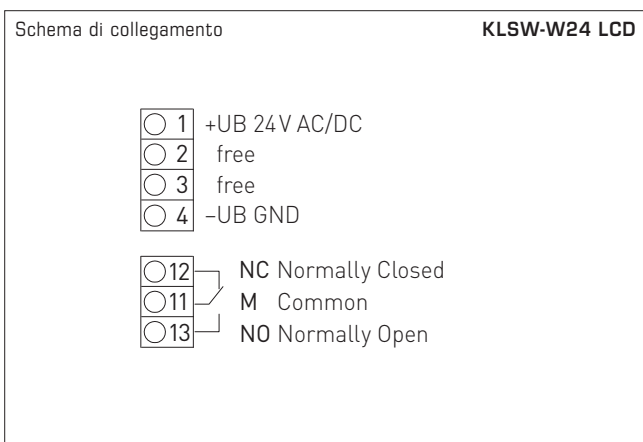 Schema di collegamento KLSW-W24 LCD
1 +UB 24 V AC/DC
2 free
3 free
4 –UB GND
12 NC Normally Closed
11 M Common
13 NO Normally Open